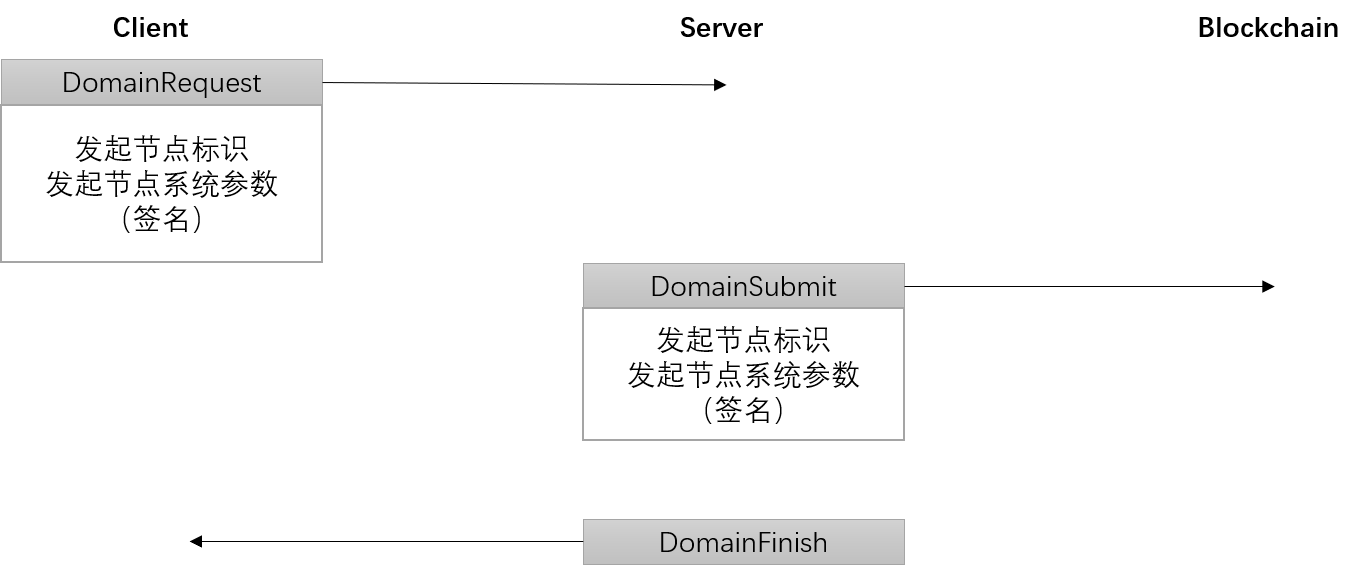 Client
Server
Blockchain
DomainRequest
发起节点标识
发起节点系统参数
（签名）
DomainSubmit
发起节点标识
发起节点系统参数
（签名）
DomainFinish